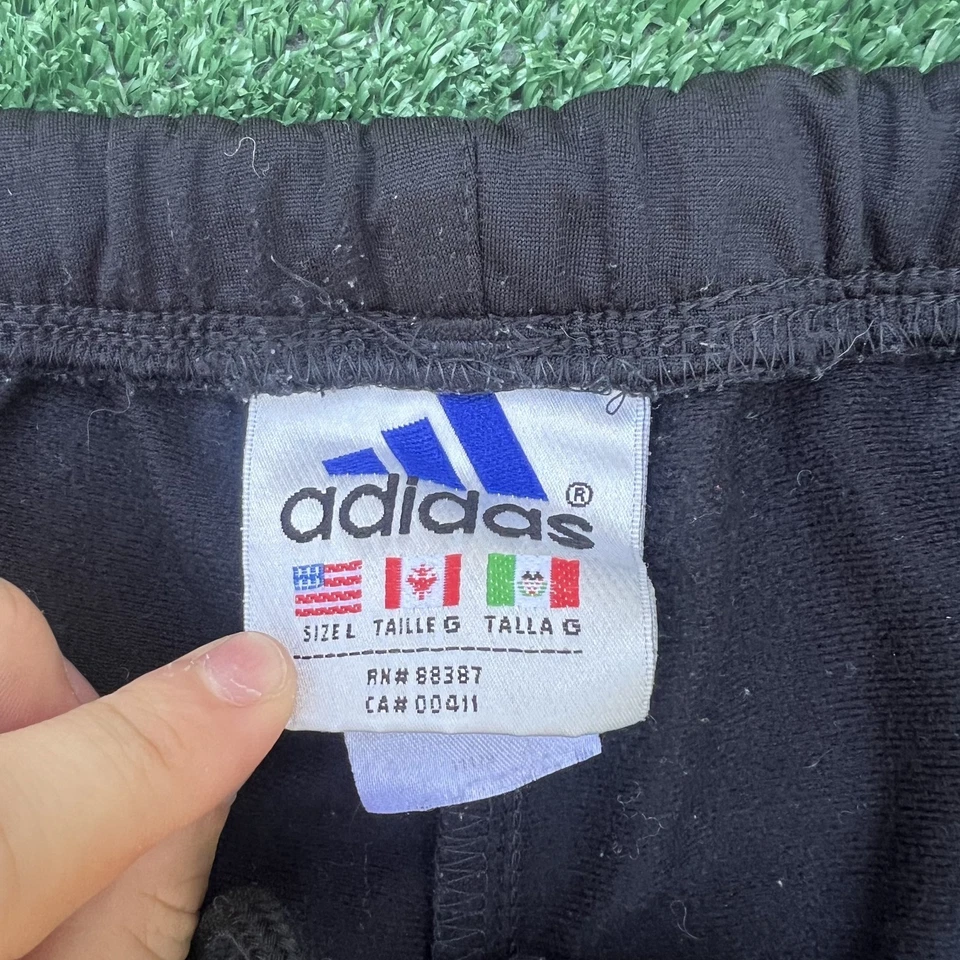 adidas®
SIZE L TAILLE G TALLA G
RN# 88387
CA# 00411